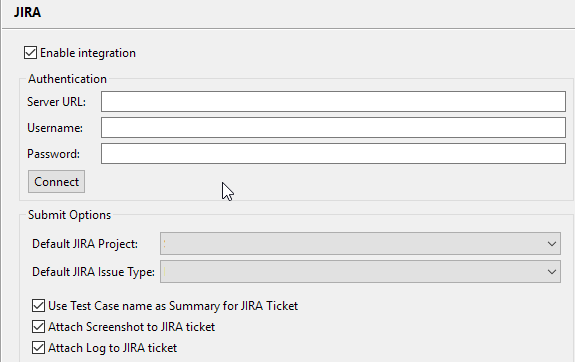 JIRA
Enable integration
Authentication
Server URL:
Username:
Password:
Connect
Submit Options
Default JIRA Project:
Default JIRA Issue Type:
Use Test Case name as Summary for JIRA Ticket
Attach Screenshot to JIRA ticket
Attach Log to JIRA ticket